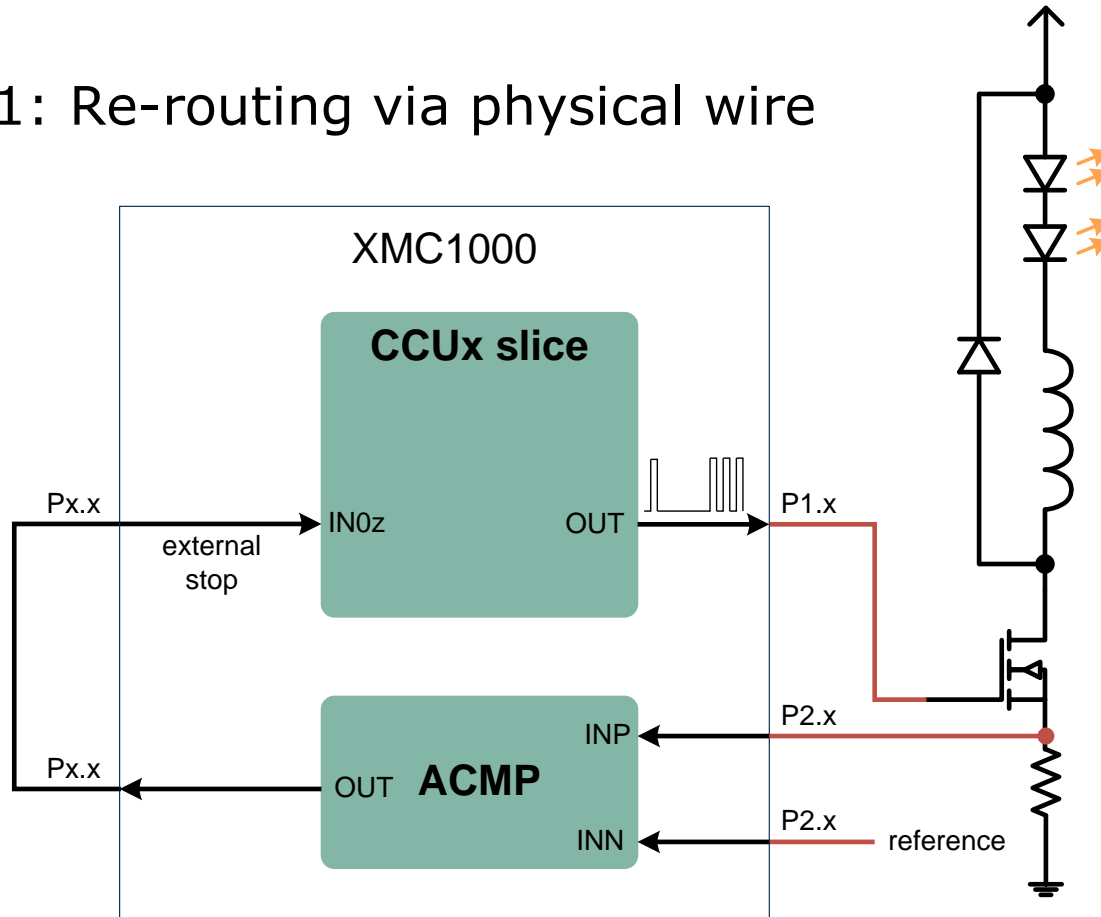 1: Re-routing via physical wire
XMC1000
CCUx slice
Px.x
IN0z
OUT
P1.x
external
stop
P2.x
INP
Px.x
OUT
ACMP
P2.x
INN
reference